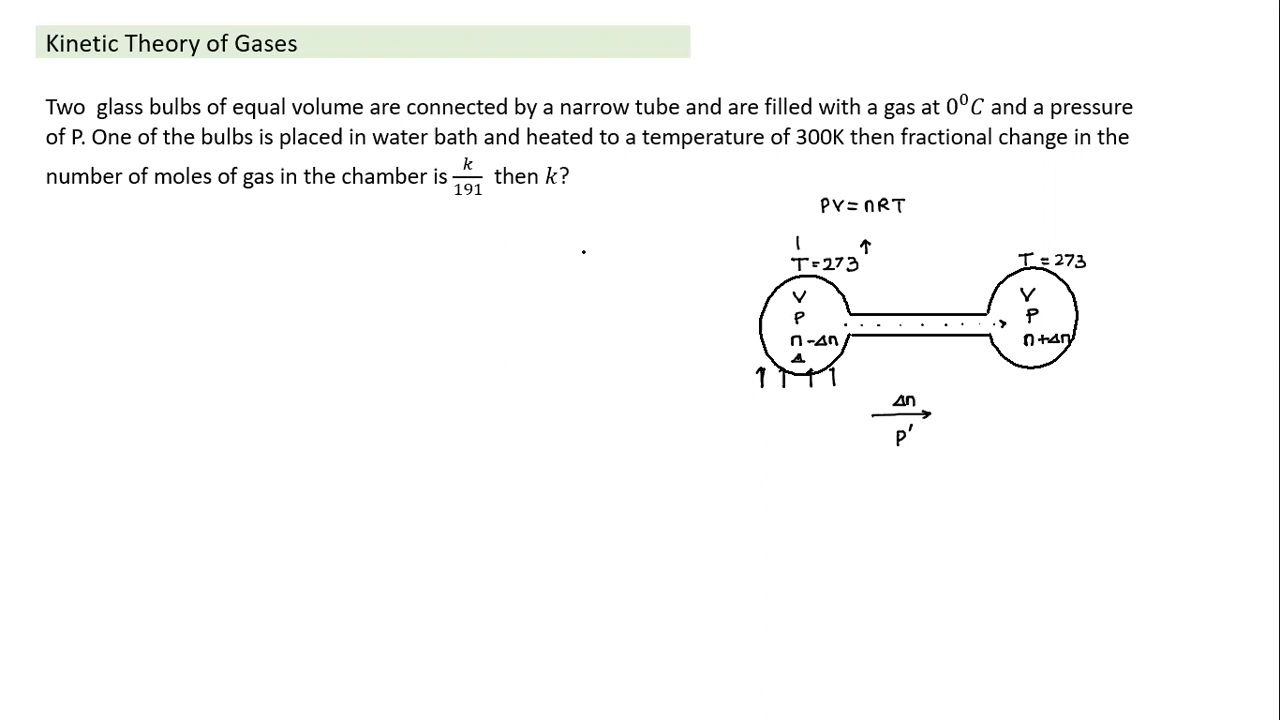 Kinetic Theory of Gases
Two glass bulbs of equal volume are connected by a narrow tube and are filled with a gas at 0⁰C and a pressure
of P. One of the bulbs is placed in water bath and heated to a temperature of 300K then fractional change in the
number of moles of gas in the chamber is k/191 then k?
PV = nRT
T = 273 ↑
T = 273
V
V
P
P
n - Δn
n + Δn
Δn
P'